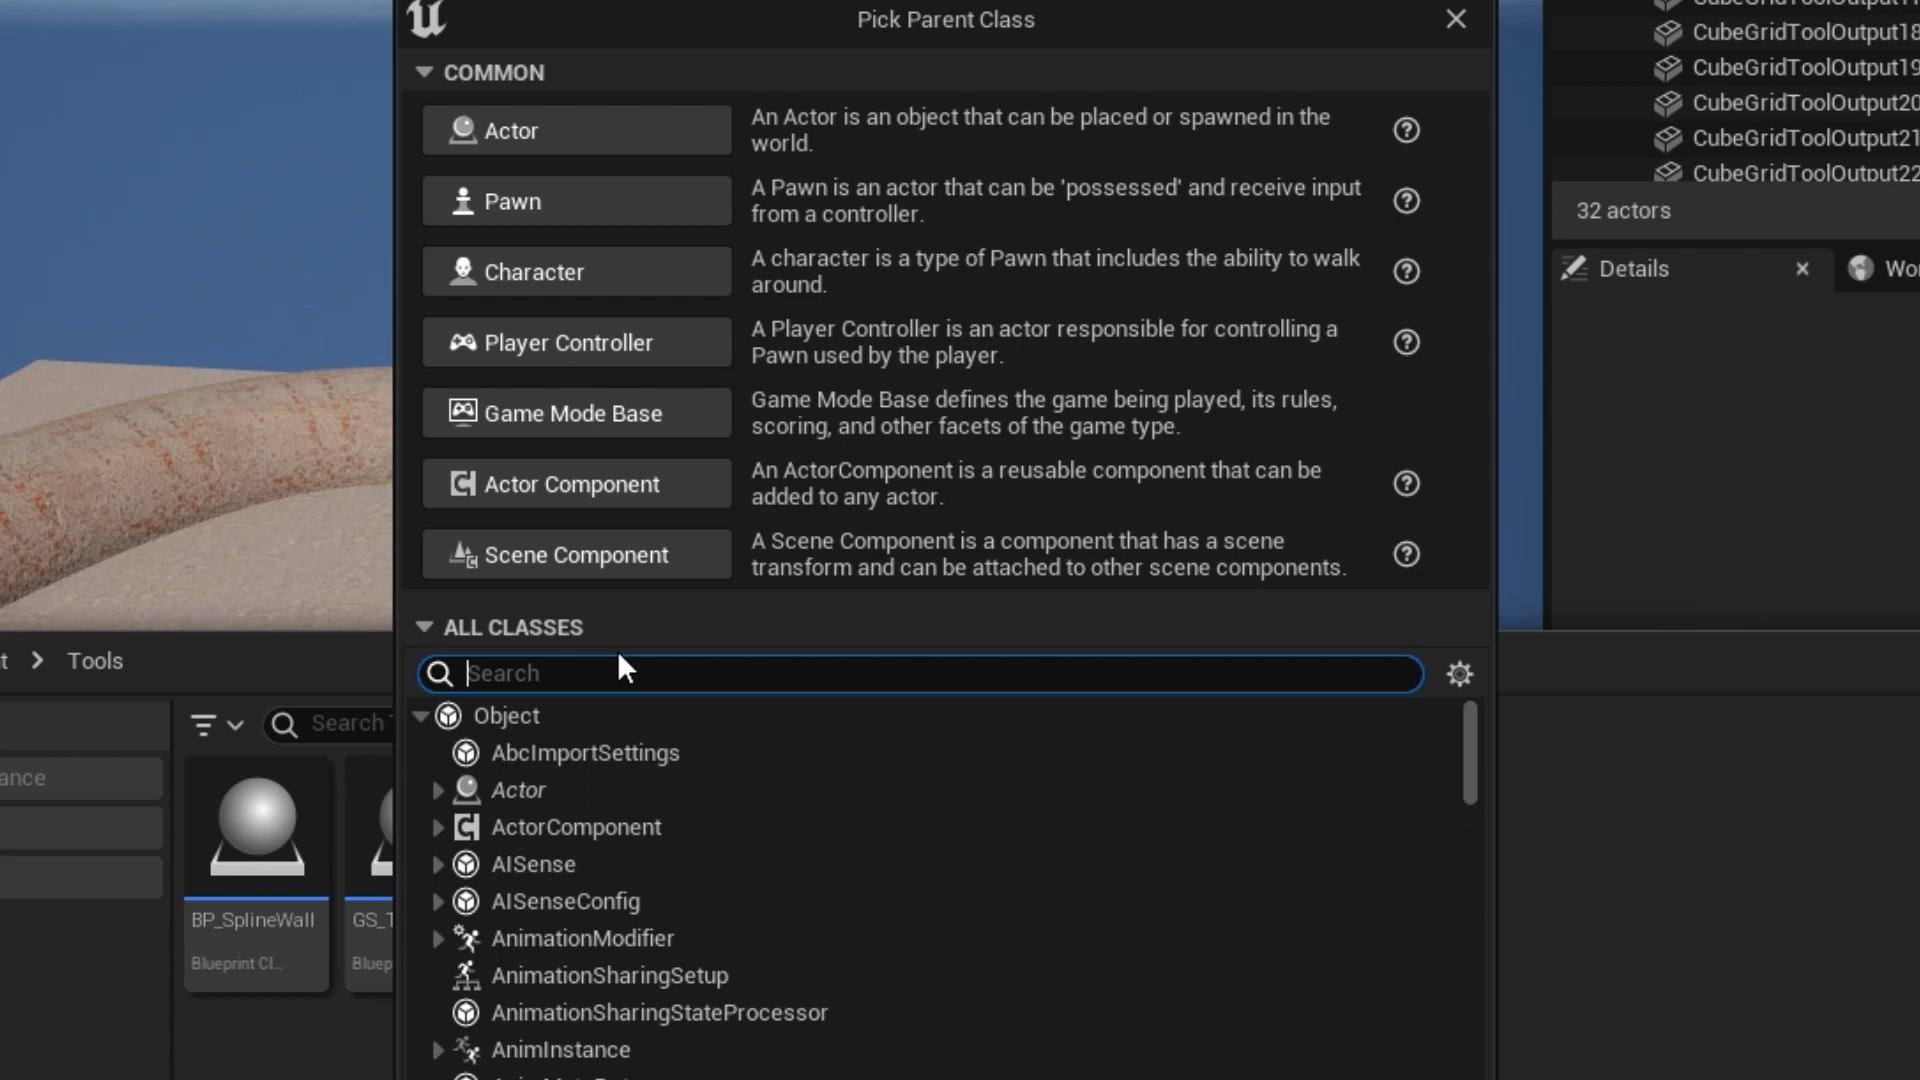 Pick Parent Class
COMMON
Actor
An Actor is an object that can be placed or spawned in the
world.
Pawn
A Pawn is an actor that can be 'possessed' and receive input
from a controller.
Character
A character is a type of Pawn that includes the ability to walk
around.
Player Controller
A Player Controller is an actor responsible for controlling a
Pawn used by the player.
Game Mode Base
Game Mode Base defines the game being played, its rules,
scoring, and other facets of the game type.
Actor Component
An ActorComponent is a reusable component that can be
added to any actor.
Scene Component
A Scene Component is a component that has a scene
transform and can be attached to other scene components.
ALL CLASSES
Search
Object
AbcImportSettings
Actor
ActorComponent
AISense
AISenseConfig
AnimationModifier
AnimationSharingSetup
AnimationSharingStateProcessor
AnimInstance
CubeGridToolOutput18
CubeGridToolOutput19
CubeGridToolOutput20
CubeGridToolOutput21
CubeGridToolOutput22
32 actors
Details
Wor
t > Tools
Search
ance
BP_SplineWall
Blueprint Cl...
GS_T
Bluep